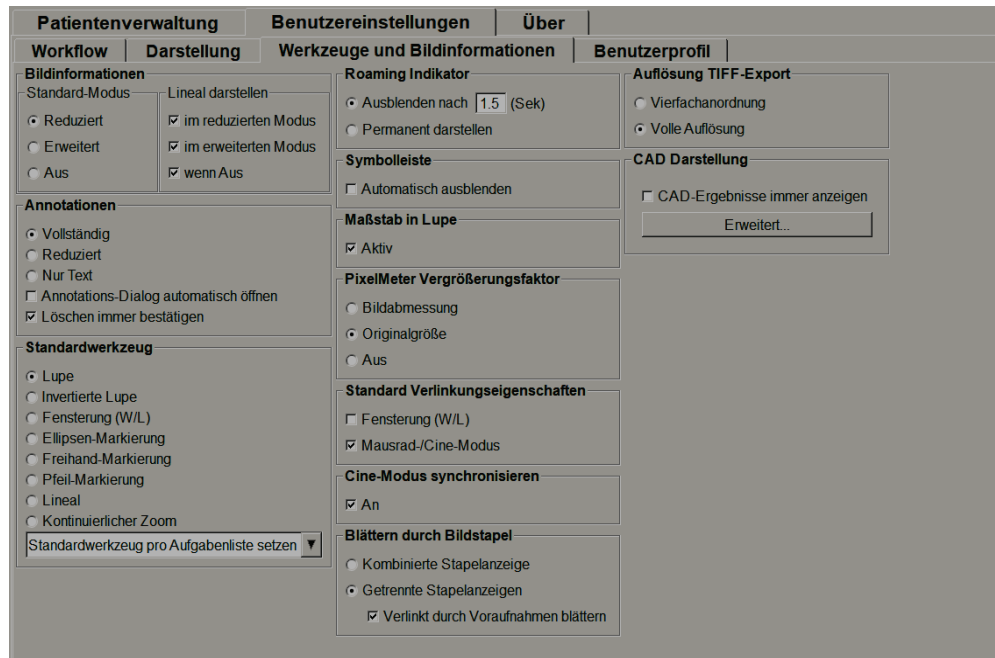 Patientenverwaltung
Benutzereinstellungen
Über
Workflow
Darstellung
Werkzeuge und Bildinformationen
Benutzerprofil
Bildinformationen
Standard-Modus
Reduziert
Erweitert
Aus
Lineal darstellen
im reduzierten Modus
im erweiterten Modus
wenn Aus
Annotationen
Vollständig
Reduziert
Nur Text
Annotations-Dialog automatisch öffnen
Löschen immer bestätigen
Standardwerkzeug
Lupe
Invertierte Lupe
Fensterung (W/L)
Ellipsen-Markierung
Freihand-Markierung
Pfeil-Markierung
Lineal
Kontinuierlicher Zoom
Standardwerkzeug pro Aufgabenliste setzen
Roaming Indikator
Ausblenden nach 1.5 (Sek)
Permanent darstellen
Symbolleiste
Automatisch ausblenden
Maßstab in Lupe
Aktiv
PixelMeter Vergrößerungsfaktor
Bildabmessung
Originalgröße
Aus
Standard Verlinkungseigenschaften
Fensterung (W/L)
Mausrad-/Cine-Modus
Cine-Modus synchronisieren
An
Blättern durch Bildstapel
Kombinierte Stapelanzeige
Getrennte Stapelanzeigen
Verlinkt durch Voraufnahmen blättern
Auflösung TIFF-Export
Vierfachanordnung
Volle Auflösung
CAD Darstellung
CAD-Ergebnisse immer anzeigen
Erweitert...